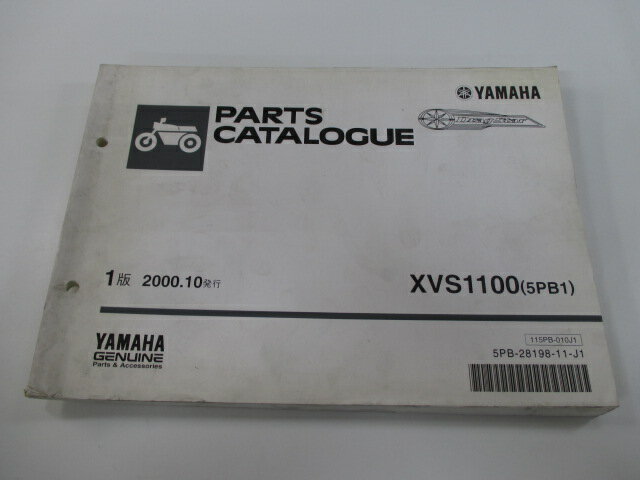 YAMAHA
PARTS
CATALOGUE
DragStar
1版 2000.10発行
XVS1100(5PB1)
115PB-010J1
5PB-28198-11-J1
YAMAHA
GENUINE
Parts & Accessories